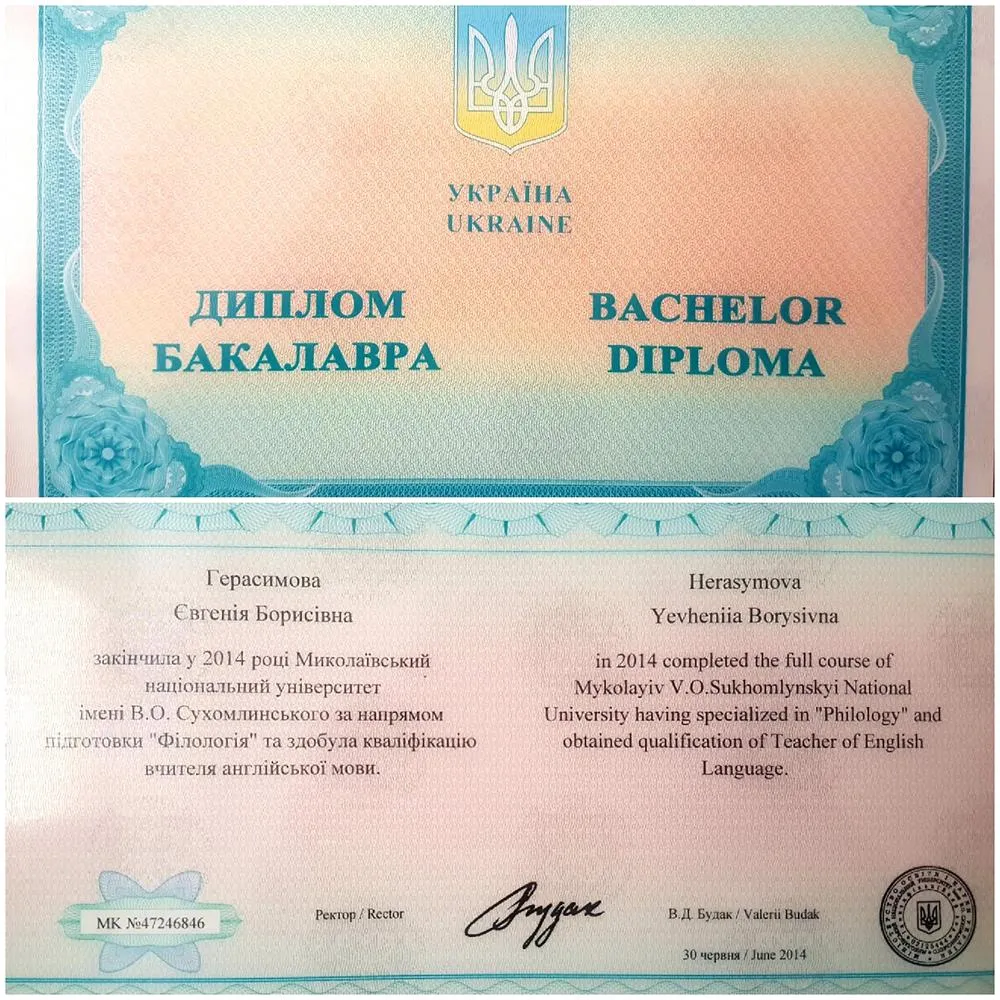 УКРАЇНА
UKRAINE
ДИПЛОМ
БАКАЛАВРА
BACHELOR
DIPLOMA
Герасимова
Євгенія Борисівна
закінчила у 2014 році Миколаївський
національний університет
імені В.О. Сухомлинського за напрямом
підготовки "Філологія" та здобула кваліфікацію
вчителя англійської мови.
Herasymova
Yevheniia Borysivna
in 2014 completed the full course of
Mykolayiv V.O.Sukhomlynskyi National
University having specialized in "Philology" and
obtained qualification of Teacher of English
Language.
МК №47246846
Ректор / Rector
В.Д. Будак / Valerii Budak
30 червня / June 2014